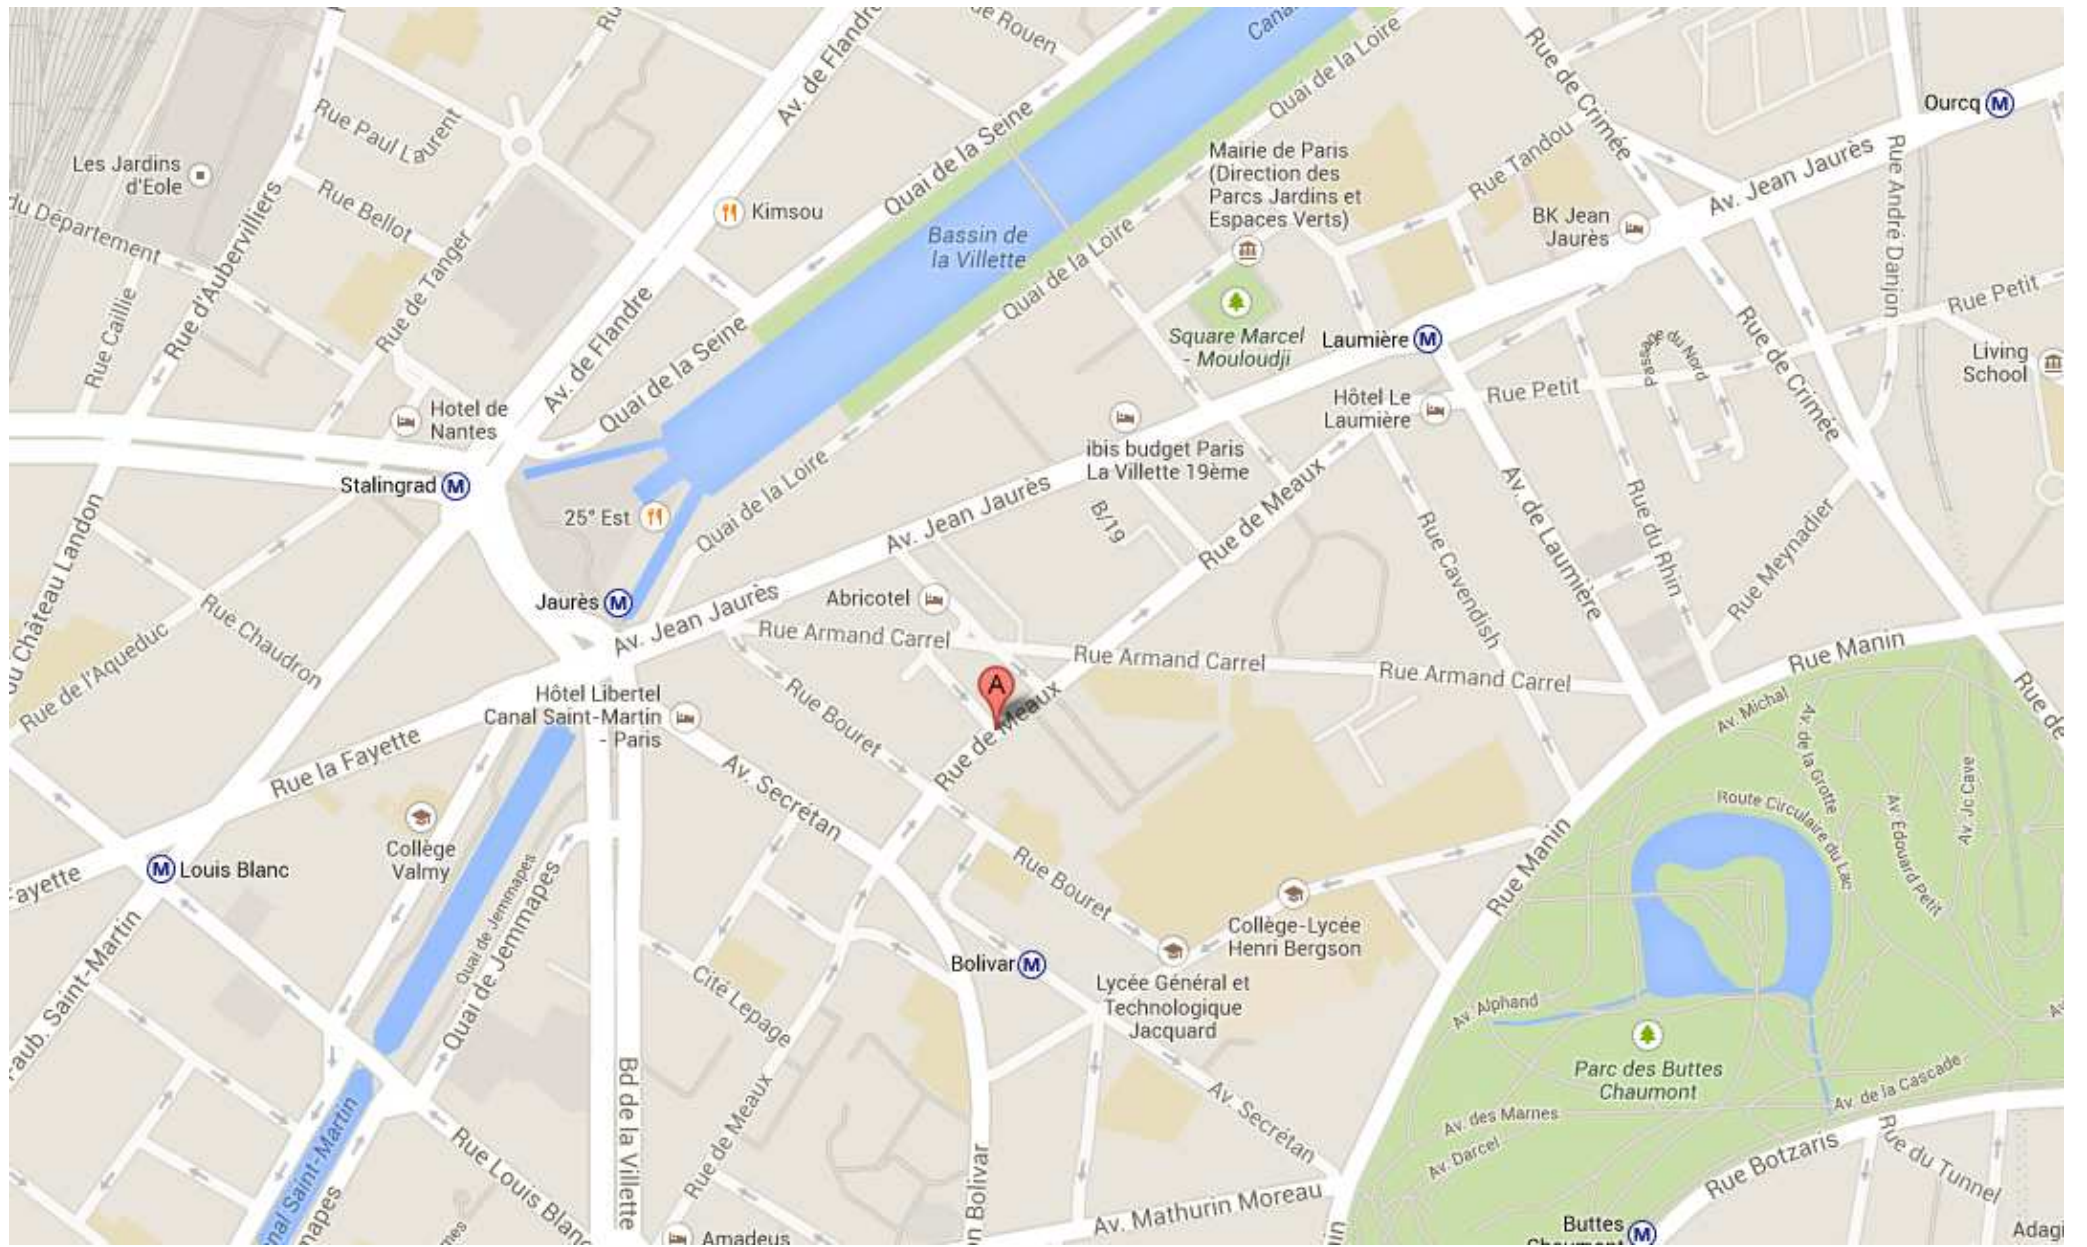 Rue de Rouen
Canal
Av. de Flandre
Quai de la Loire
Rue de Crimée
Ourcq
M
Rue Paul Laurent
Quai de la Seine
Rue Tandou
Av. Jean Jaurès
Rue André Danjon
Les Jardins
d'Eole
Mairie de Paris
(Direction des
Parcs Jardins et
Espaces Verts)
Rue Bellot
Kimsou
BK Jean
Jaurès
du Département
Rue d'Aubervilliers
Rue de Tanger
Bassin de
la Villette
Quai de la Loire
Rue Caillie
Av. de Flandre
Quai de la Seine
Square Marcel
- Mouloudji
Laumière
M
Passage du Nord
Rue de Crimée
Rue Petit
Living
School
Hotel de
Nantes
Hôtel Le
Laumière
Rue Petit
ibis budget Paris
La Villette 19ème
Stalingrad
M
25° Est
Quai de la Loire
Av. Jean Jaurès
B/19
Rue de Meaux
Rue Cavendish
Av. de Laumière
Rue du Rhin
Rue Meynadier
du Château Landon
Rue Chaudron
Rue de l'Aqueduc
Jaurès
M
Av. Jean Jaurès
Abricotel
Rue Armand Carrel
Rue Armand Carrel
Rue Armand Carrel
Rue Manin
Rue de
Hôtel Libertel
Canal Saint-Martin
- Paris
A
Rue Bouret
Rue de Meaux
Rue la Fayette
Av. Secrétan
Av. Michal
Av. de la Grotte
Av. Jc Cave
Route Circulaire du Lac
Av. Édouard Petit
Collège
Valmy
Louis Blanc
M
Fayette
Quai de Jemmapes
Quai de Jemmapes
Rue Bouret
Rue Manin
Collège-Lycée
Henri Bergson
Faub. Saint-Martin
Cité Lepage
Bolivar
M
Lycée Général et
Technologique
Jacquard
Av. Alphand
Parc des Buttes
Chaumont
Av. de la Cascade
Bd de la Villette
Rue de Meaux
Av. Secrétan
Av. des Marnes
Av. Darcel
Canal Saint-Martin
Rue Louis Blanc
Rue Botzaris
Rue du Tunnel
Av. Mathurin Moreau
Bolivar
Amadeus
Buttes
Chaumont
M
Adagi